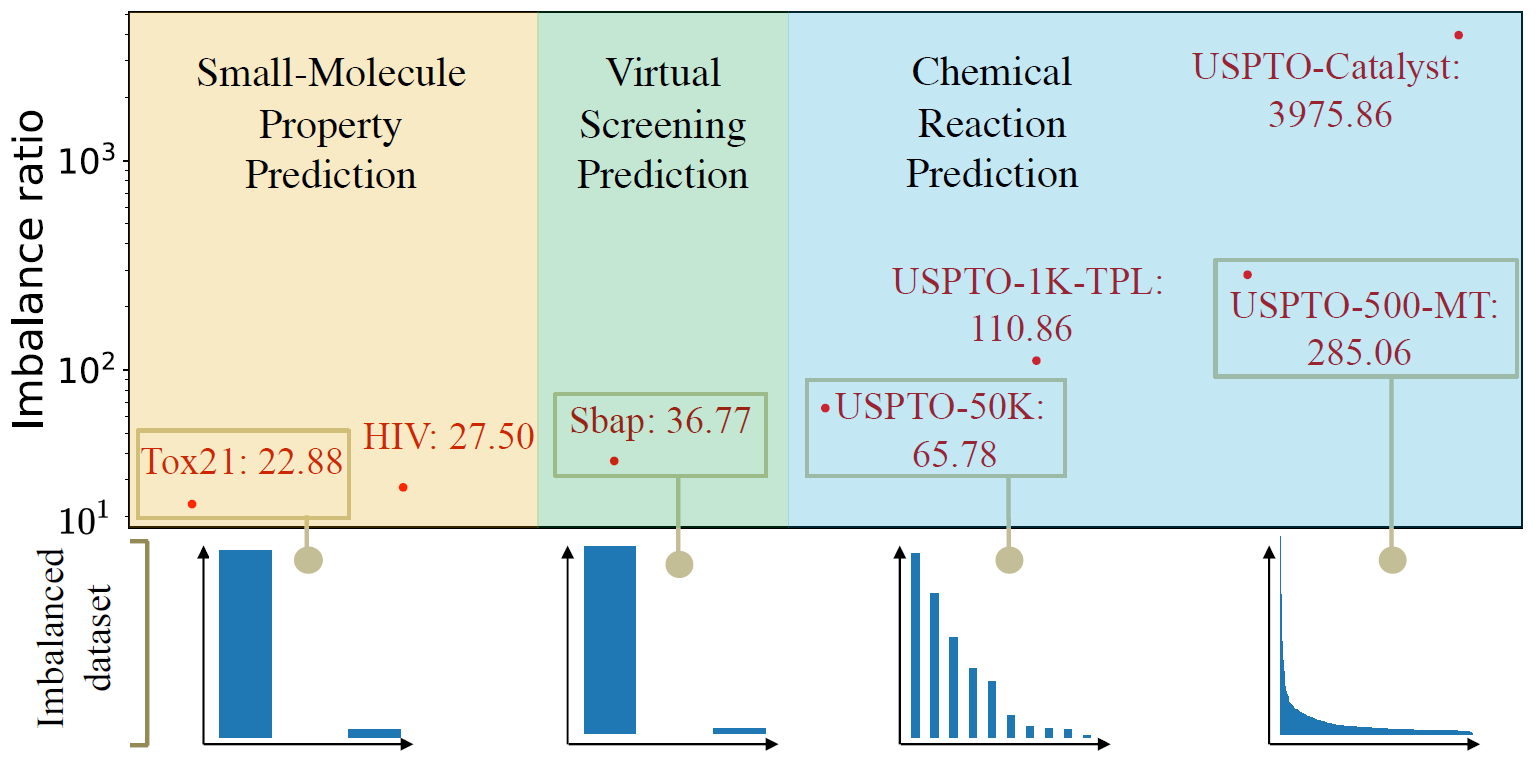 Imbalance ratio
10³
10²
10¹
Small-Molecule
Property
Prediction
Virtual
Screening
Prediction
Chemical
Reaction
Prediction
USPTO-Catalyst:
3975.86
USPTO-1K-TPL:
110.86
USPTO-500-MT:
285.06
Tox21: 22.88
HIV: 27.50
Sbap: 36.77
USPTO-50K:
65.78
Imbalanced
dataset